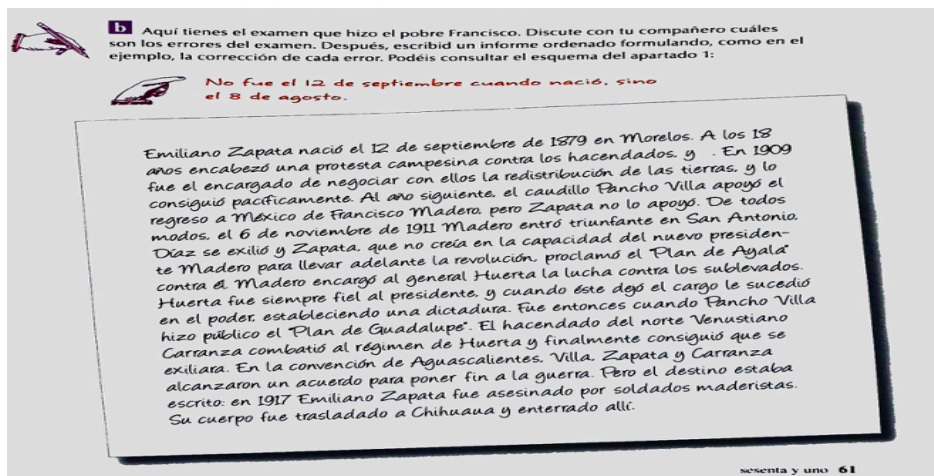 b Aquí tienes el examen que hizo el pobre Francisco. Discute con tu compañero cuáles
son los errores del examen. Después, escribid un informe ordenado formulando, como en el
ejemplo, la corrección de cada error. Podéis consultar el esquema del apartado 1:
No fue el 12 de septiembre cuando nació, sino
el 8 de agosto.
Emiliano Zapata nació el 12 de septiembre de 1879 en Morelos. A los 18
años encabezó una protesta campesina contra los hacendados, y . En 1909
fue el encargado de negociar con ellos la redistribución de las tierras, y lo
consiguió pacíficamente. Al año siguiente, el caudillo Pancho Villa apoyó el
regreso a México de Francisco Madero, pero Zapata no lo apoyó. De todos
modos, el 6 de noviembre de 1911 Madero entró triunfante en San Antonio,
Díaz se exilió y Zapata, que no creía en la capacidad del nuevo presiden-
te Madero para llevar adelante la revolución, proclamó el "Plan de Ayala"
contra él. Madero encargó al general Huerta la lucha contra los sublevados.
Huerta fue siempre fiel al presidente, y cuando éste dejó el cargo le sucedió
en el poder, estableciendo una dictadura. Fue entonces cuando Pancho Villa
hizo público el "Plan de Guadalupe". El hacendado del norte Venustiano
Carranza combatió al régimen de Huerta y finalmente consiguió que se
exiliara. En la convención de Aguascalientes, Villa, Zapata y Carranza
alcanzaron un acuerdo para poner fin a la guerra. Pero el destino estaba
escrito: en 1917 Emiliano Zapata fue asesinado por soldados maderistas.
Su cuerpo fue trasladado a Chihuaua y enterrado allí.
sesenta y uno 61